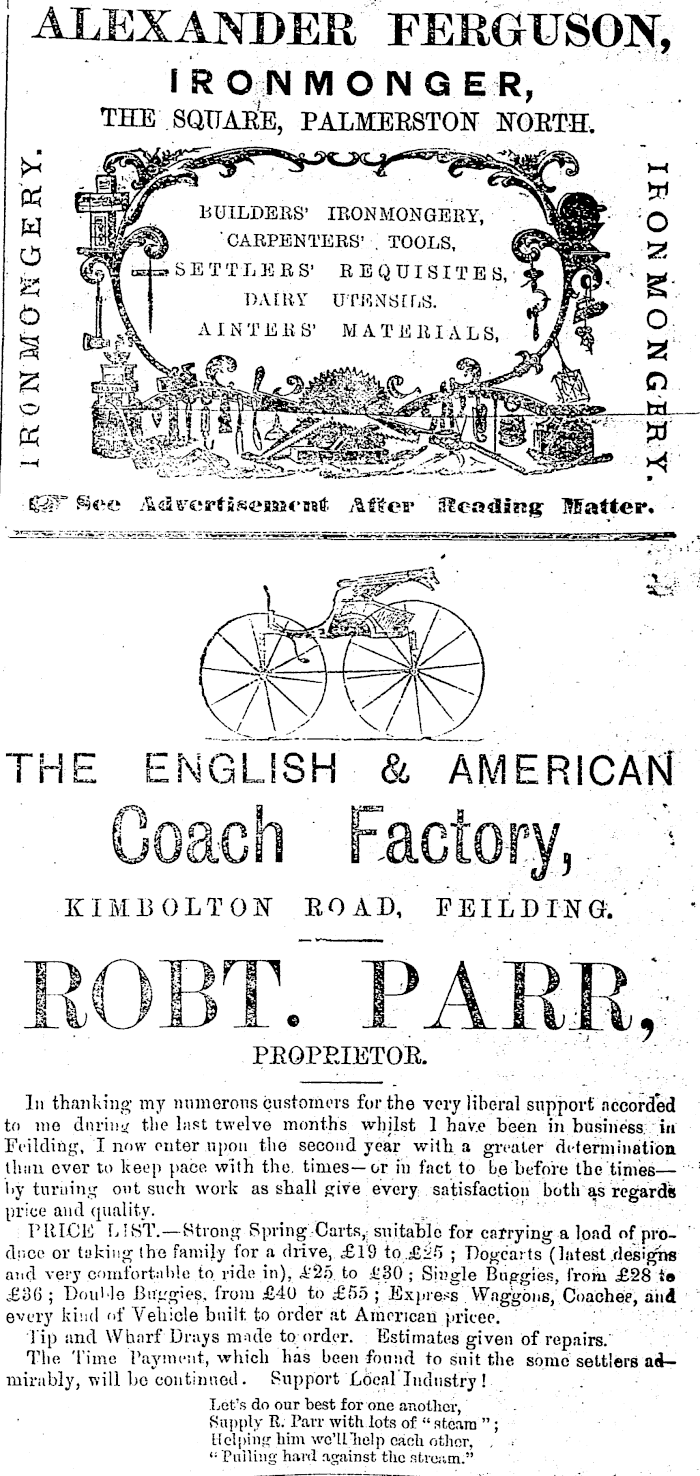 ALEXANDER FERGUSON,
IRONMONGER,
THE SQUARE, PALMERSTON NORTH.
IRONMONGERY.
BUILDERS' IRONMONGERY,
CARPENTERS' TOOLS,
SETTLERS' REQUISITES,
DAIRY UTENSILS.
AINTERS' MATERIALS,
IRONMONGERY.
☞ See Advertisement After Reading Matter.
THE ENGLISH & AMERICAN
Coach Factory,
KIMBOLTON ROAD, FEILDING.
ROBT. PARR,
PROPRIETOR.
In thanking my numerous customers for the very liberal support accorded
to me during the last twelve months whilst I have been in business in
Feilding, I now enter upon the second year with a greater determination
than ever to keep pace with the times—or in fact to be before the times—
by turning out such work as shall give every satisfaction both as regards
price and quality.
PRICE LIST.—Strong Spring Carts, suitable for carrying a load of pro-
duce or taking the family for a drive, £19 to £25 ; Dogcarts (latest designs
and very comfortable to ride in), £25 to £30 ; Single Buggies, from £28 to
£36 ; Double Buggies, from £40 to £55 ; Express Waggons, Coaches, and
every kind of Vehicle built to order at American prices.
Tip and Wharf Drays made to order. Estimates given of repairs.
The Time Payment, which has been found to suit the some settlers ad-
mirably, will be continued. Support Local Industry !
Let's do our best for one another,
Supply R. Parr with lots of "steam" ;
Helping him we'll help each other,
"Pulling hard against the stream."